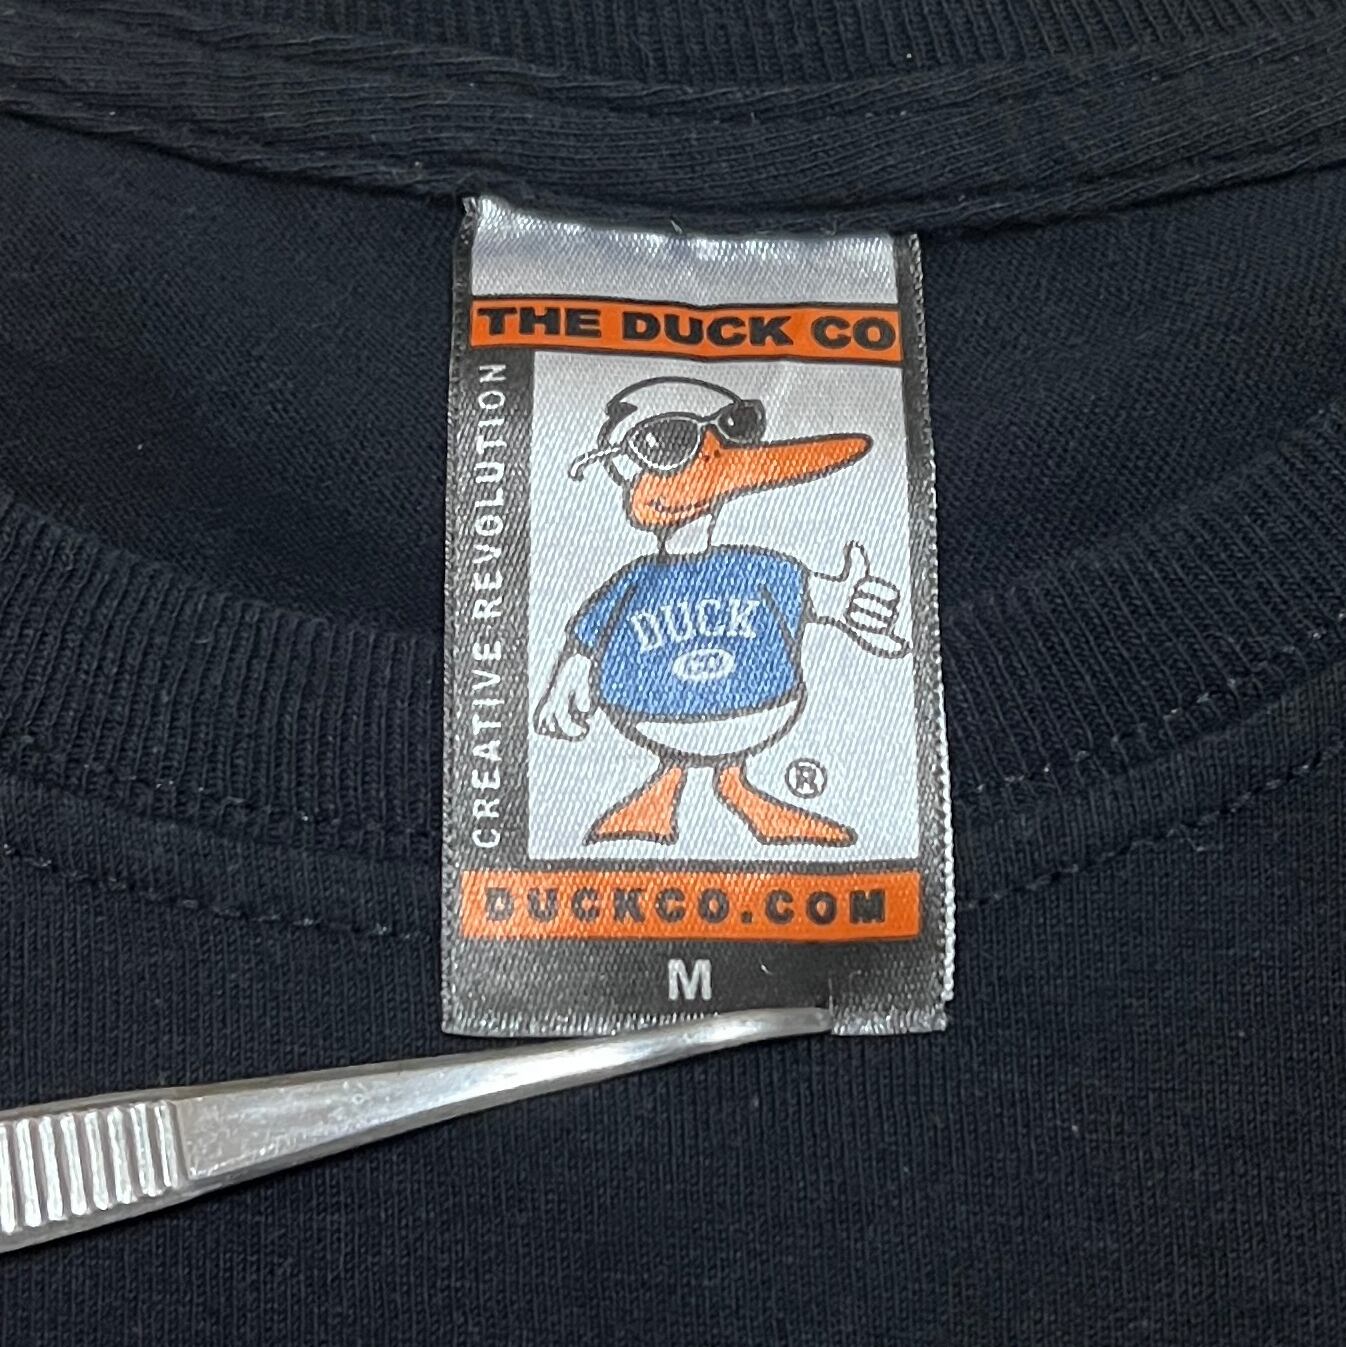 THE DUCK CO
CREATIVE REVOLUTION
DUCK
CO
®
DUCKCO.COM
M